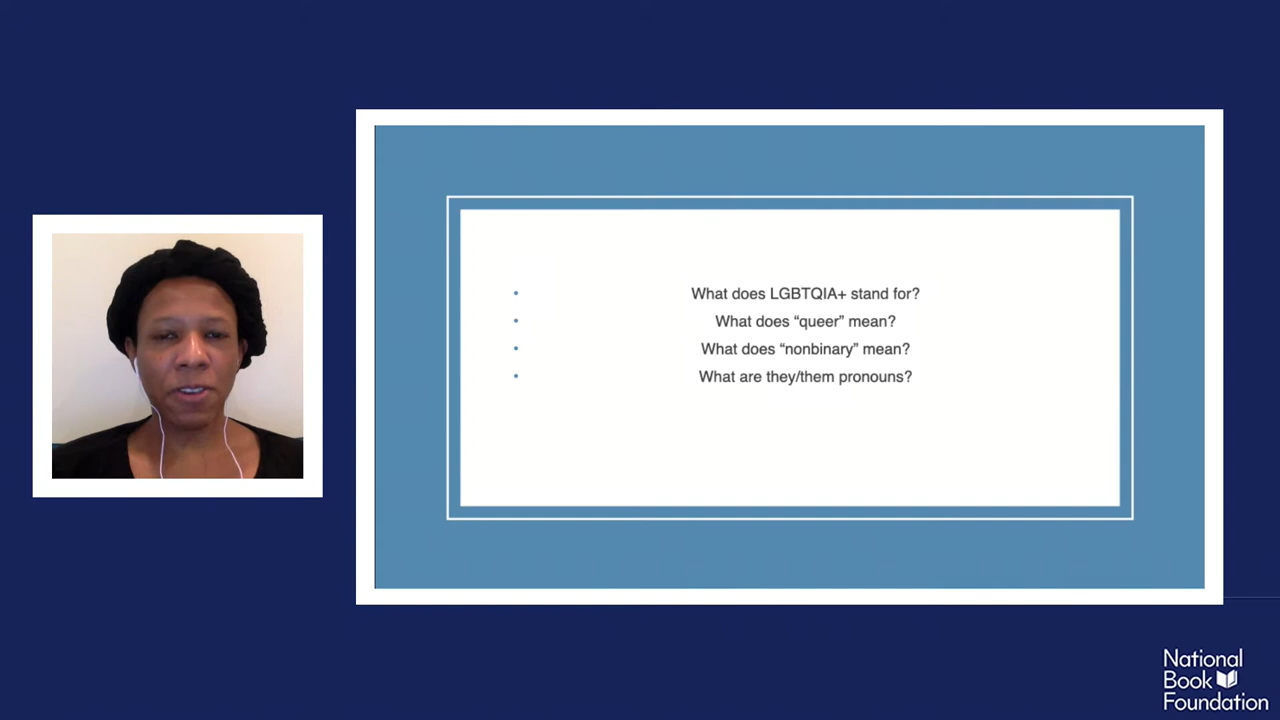 What does LGBTQIA+ stand for?
What does “queer” mean?
What does “nonbinary” mean?
What are they/them pronouns?
National
Book
Foundation